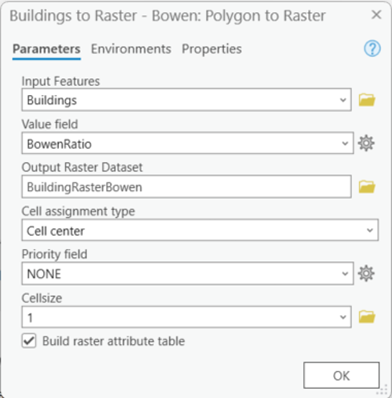 Buildings to Raster - Bowen: Polygon to Raster
Parameters Environments Properties
Input Features
Buildings
Value field
BowenRatio
Output Raster Dataset
BuildingRasterBowen
Cell assignment type
Cell center
Priority field
NONE
Cellsize
1
Build raster attribute table
OK